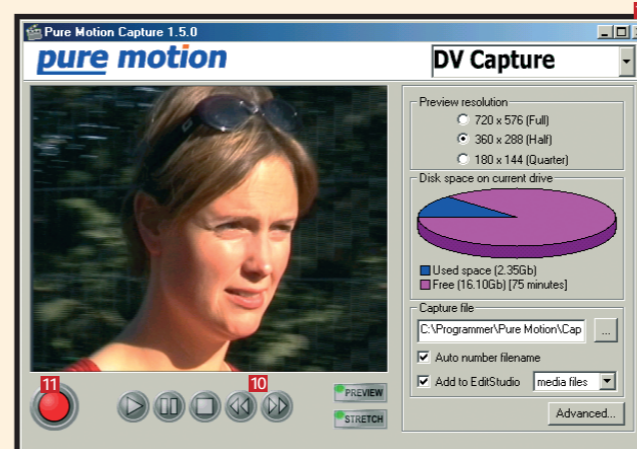 Pure Motion Capture 1.5.0
pure motion
DV Capture
Preview resolution
720 x 576 (Full)
360 x 288 (Half)
180 x 144 (Quarter)
Disk space on current drive
Used space (2.35Gb)
Free (16.10Gb) [75 minutes]
Capture file
C:\Programmer\Pure Motion\Cap
...
Auto number filename
Add to EditStudio
media files
Advanced...
11
10
PREVIEW
STRETCH